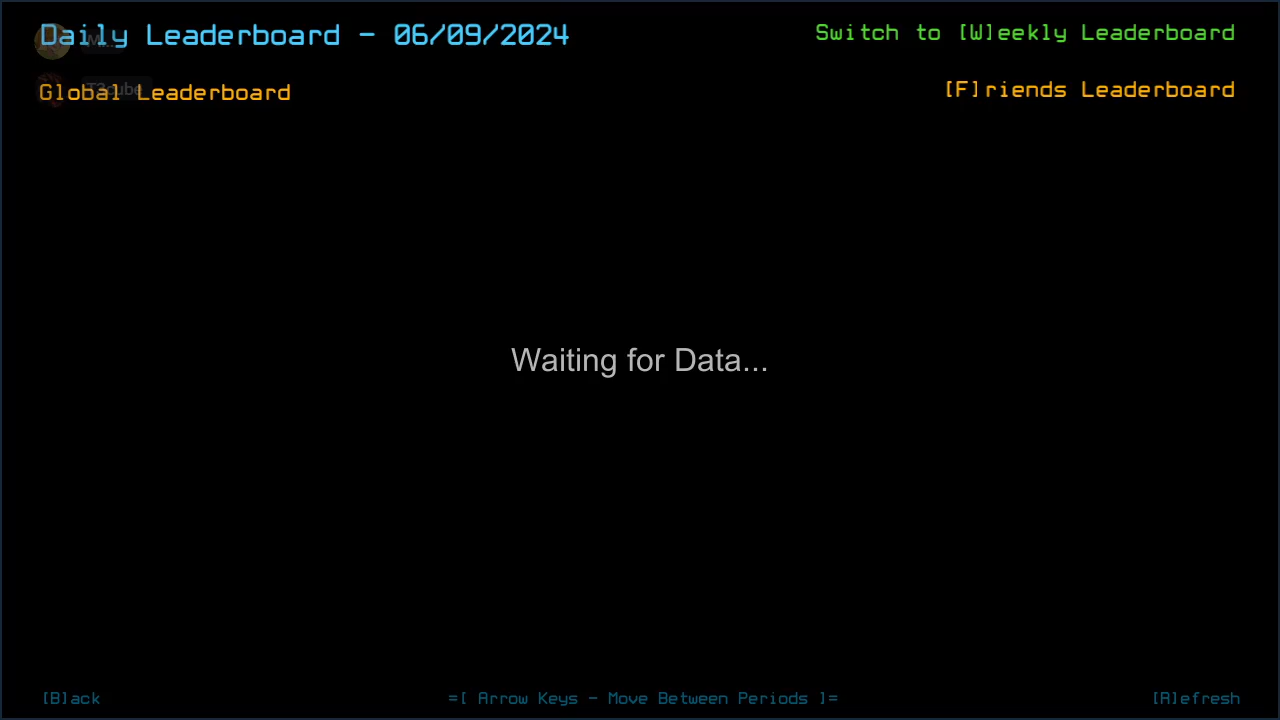 Daily Leaderboard - 06/09/2024
Switch to [W]eekly Leaderboard
Global Leaderboard
T3cube
[F]riends Leaderboard
Waiting for Data...
[B]ack
=[ Arrow Keys - Move Between Periods ]=
[R]efresh